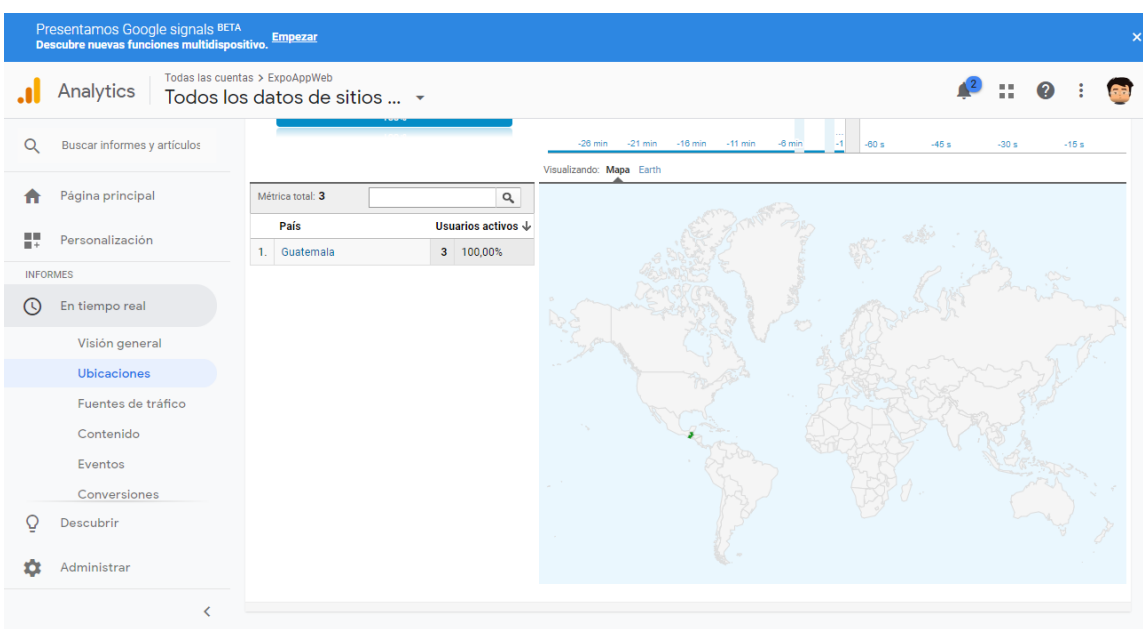 Presentamos Google signals BETA
Descubre nuevas funciones multidispositivo. Empezar
×
Analytics
Todas las cuentas > ExpoAppWeb
Todos los datos de sitios ...
2
Buscar informes y artículos
Página principal
Personalización
INFORMES
En tiempo real
Visión general
Ubicaciones
Fuentes de tráfico
Contenido
Eventos
Conversiones
Descubrir
Administrar
100%
-26 min -21 min -16 min -11 min -6 min -1
-60 s -45 s -30 s -15 s
Visualizando: Mapa Earth
Métrica total: 3
País Usuarios activos ↓
1. Guatemala 3 100,00%